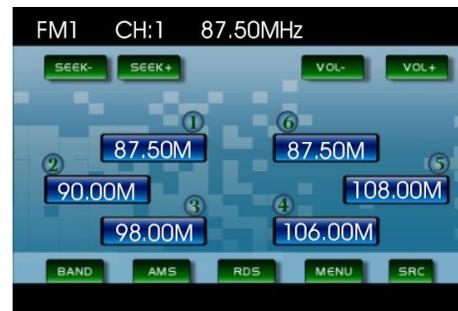 FM1 CH:1 87.50MHz
SEEK- SEEK+ VOL- VOL+
1 6
87.50M 87.50M
2 5
90.00M 108.00M
3 4
98.00M 106.00M
BAND AMS RDS MENU SRC